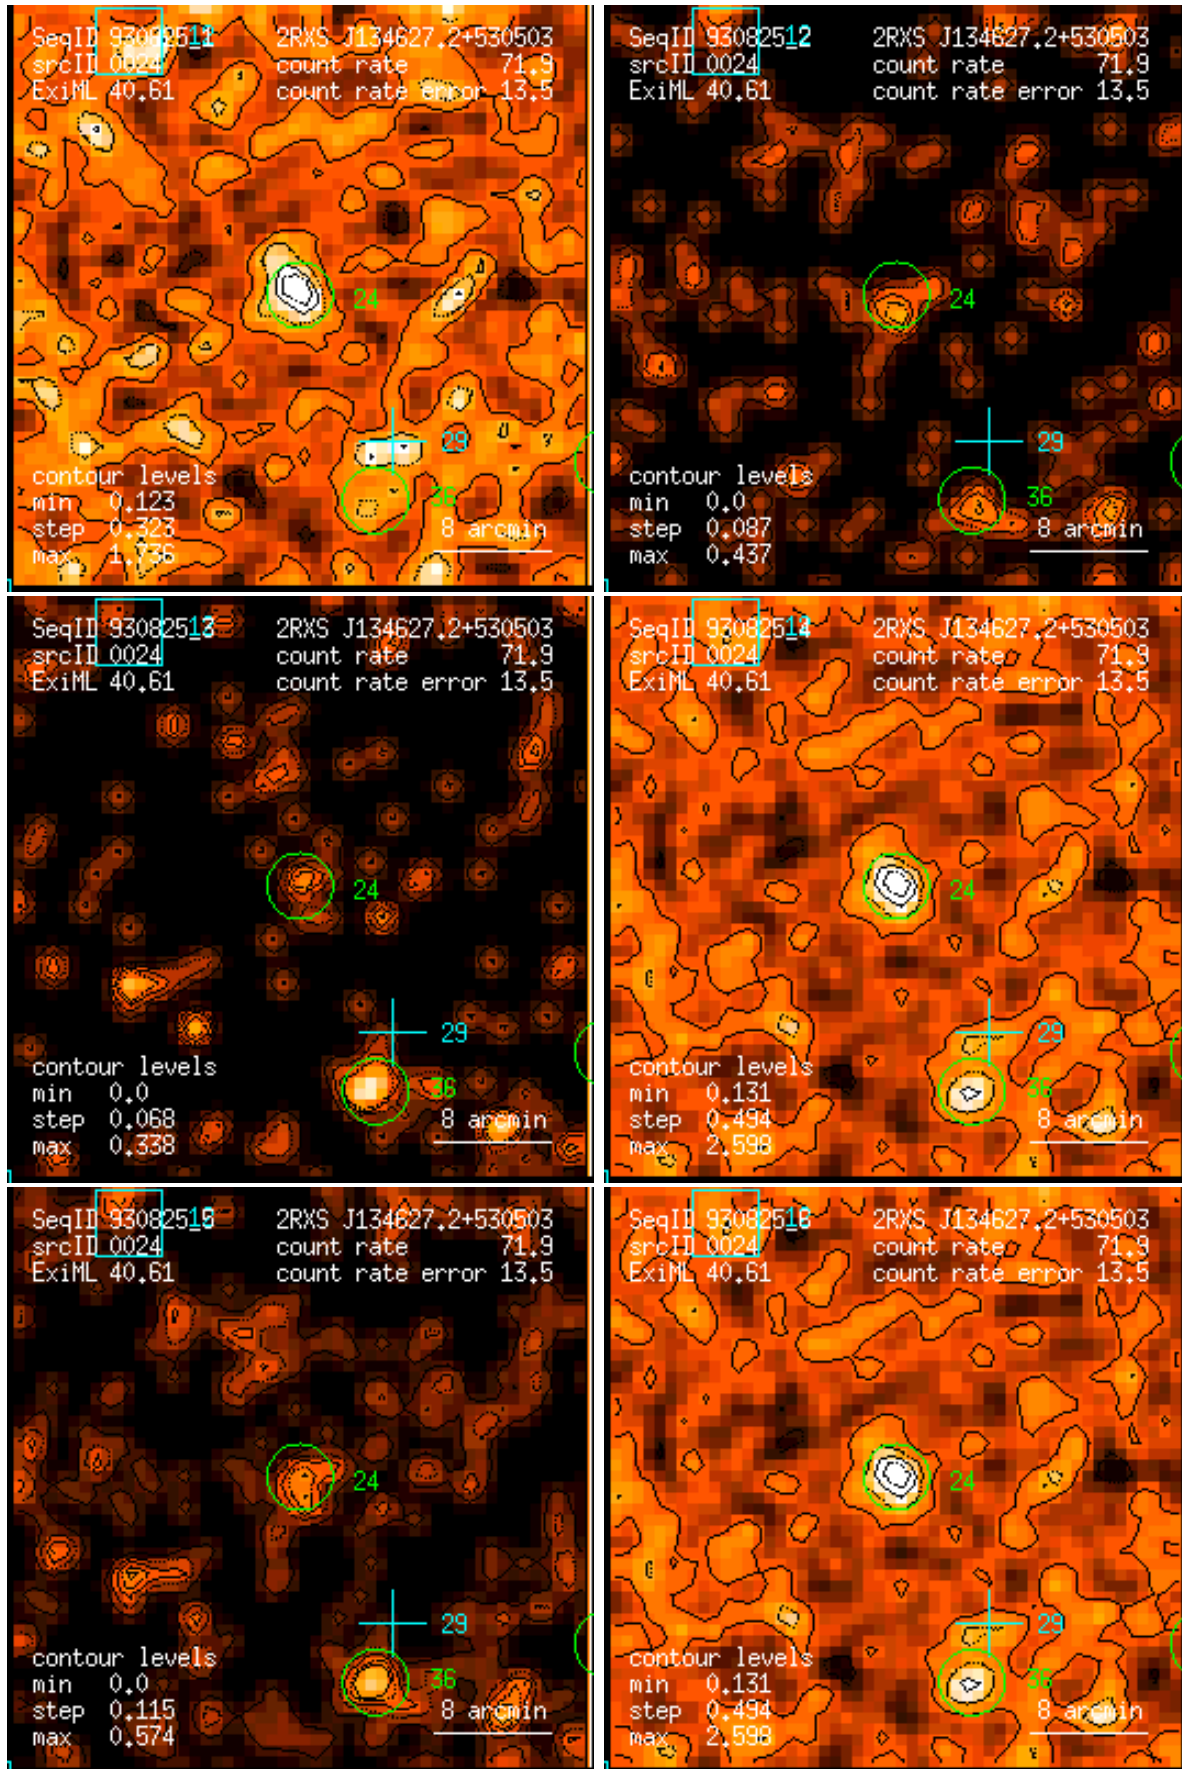 SeqID 93082511 2RXS J134627.2+530503
srcID 0024 count rate 71.9
ExiML 40.61 count rate error 13.5
24
29
contour levels
min 0.123 36
step 0.323 8 arcmin
max 1.736
SeqID 93082512 2RXS J134627.2+530503
srcID 0024 count rate 71.9
ExiML 40.61 count rate error 13.5
24
29
contour levels
min 0.0 36
step 0.087 8 arcmin
max 0.437
SeqID 93082513 2RXS J134627.2+530503
srcID 0024 count rate 71.9
ExiML 40.61 count rate error 13.5
24
29
contour levels
min 0.0 36
step 0.068 8 arcmin
max 0.338
SeqID 93082514 2RXS J134627.2+530503
srcID 0024 count rate 71.9
ExiML 40.61 count rate error 13.5
24
29
contour levels
min 0.131 36
step 0.494 8 arcmin
max 2.598
SeqID 93082515 2RXS J134627.2+530503
srcID 0024 count rate 71.9
ExiML 40.61 count rate error 13.5
24
29
contour levels
min 0.0 36
step 0.115 8 arcmin
max 0.574
SeqID 93082516 2RXS J134627.2+530503
srcID 0024 count rate 71.9
ExiML 40.61 count rate error 13.5
24
29
contour levels
min 0.131 36
step 0.494 8 arcmin
max 2.598